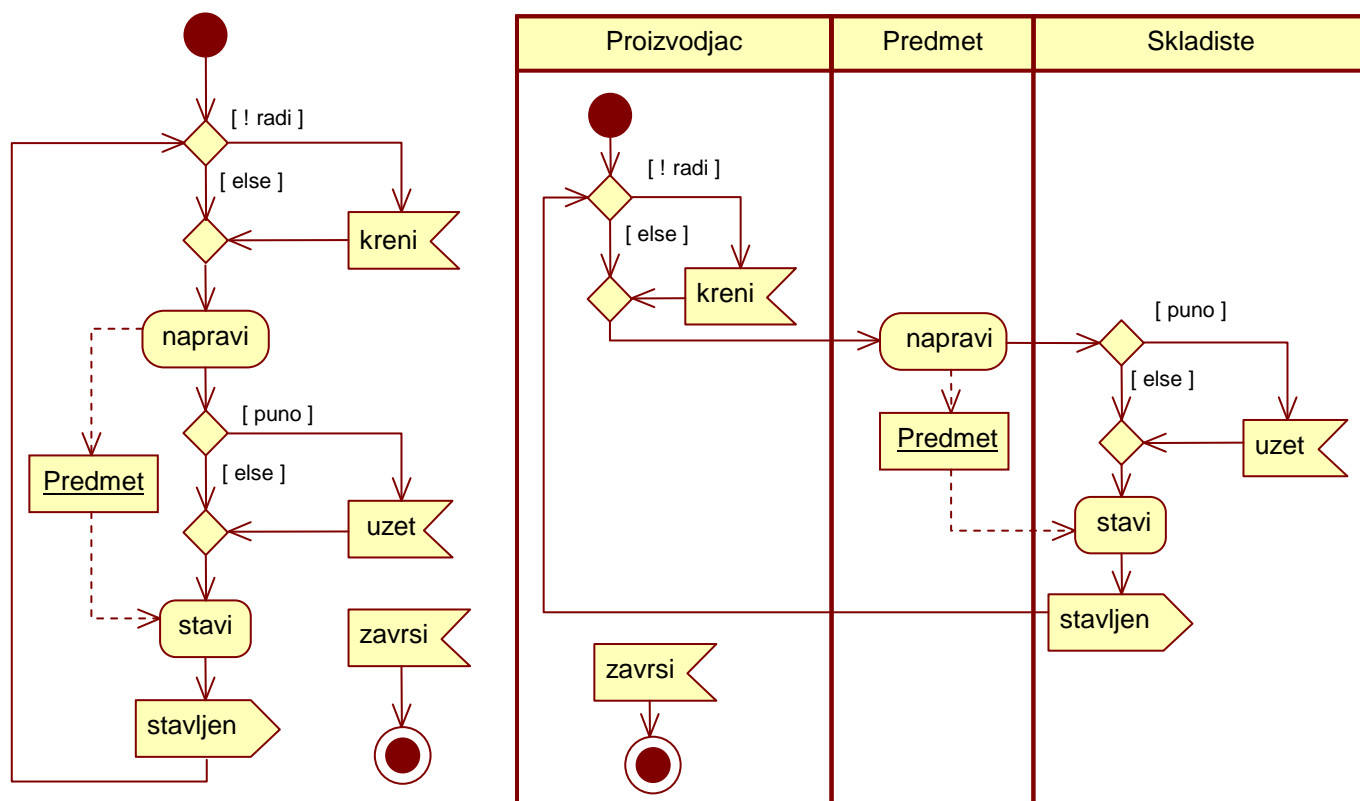 [ ! radi ]
[ else ]
kreni
napravi
[ puno ]
Predmet
[ else ]
uzet
stavi
zavrsi
stavljen
Proizvodjac
Predmet
Skladiste
[ ! radi ]
[ else ]
kreni
napravi
[ puno ]
[ else ]
Predmet
uzet
stavi
stavljen
zavrsi